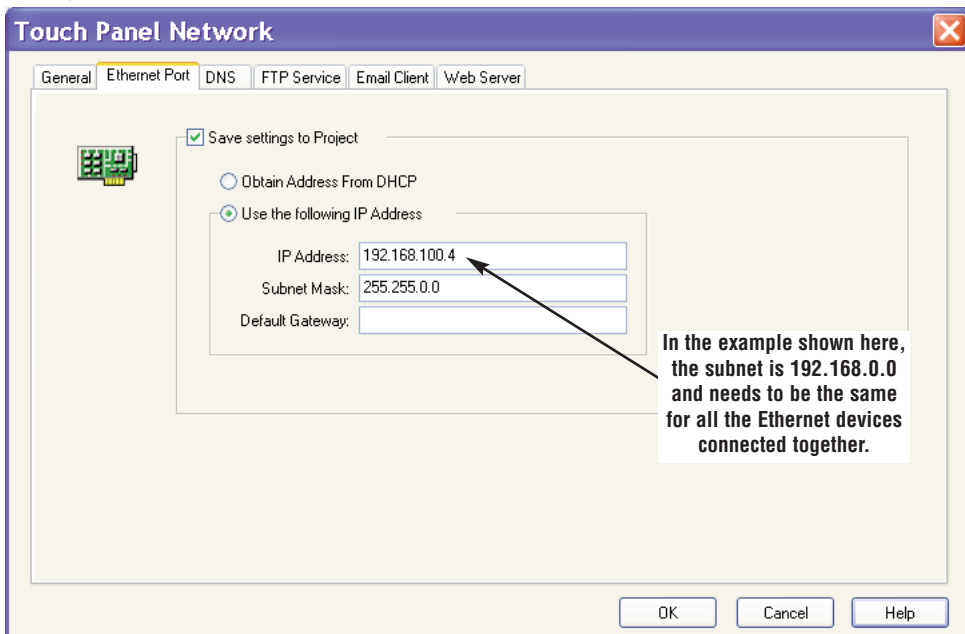 Touch Panel Network
General Ethernet Port DNS FTP Service Email Client Web Server
Save settings to Project
Obtain Address From DHCP
Use the following IP Address
IP Address: 192.168.100.4
Subnet Mask: 255.255.0.0
Default Gateway:
In the example shown here,
the subnet is 192.168.0.0
and needs to be the same
for all the Ethernet devices
connected together.
OK Cancel Help